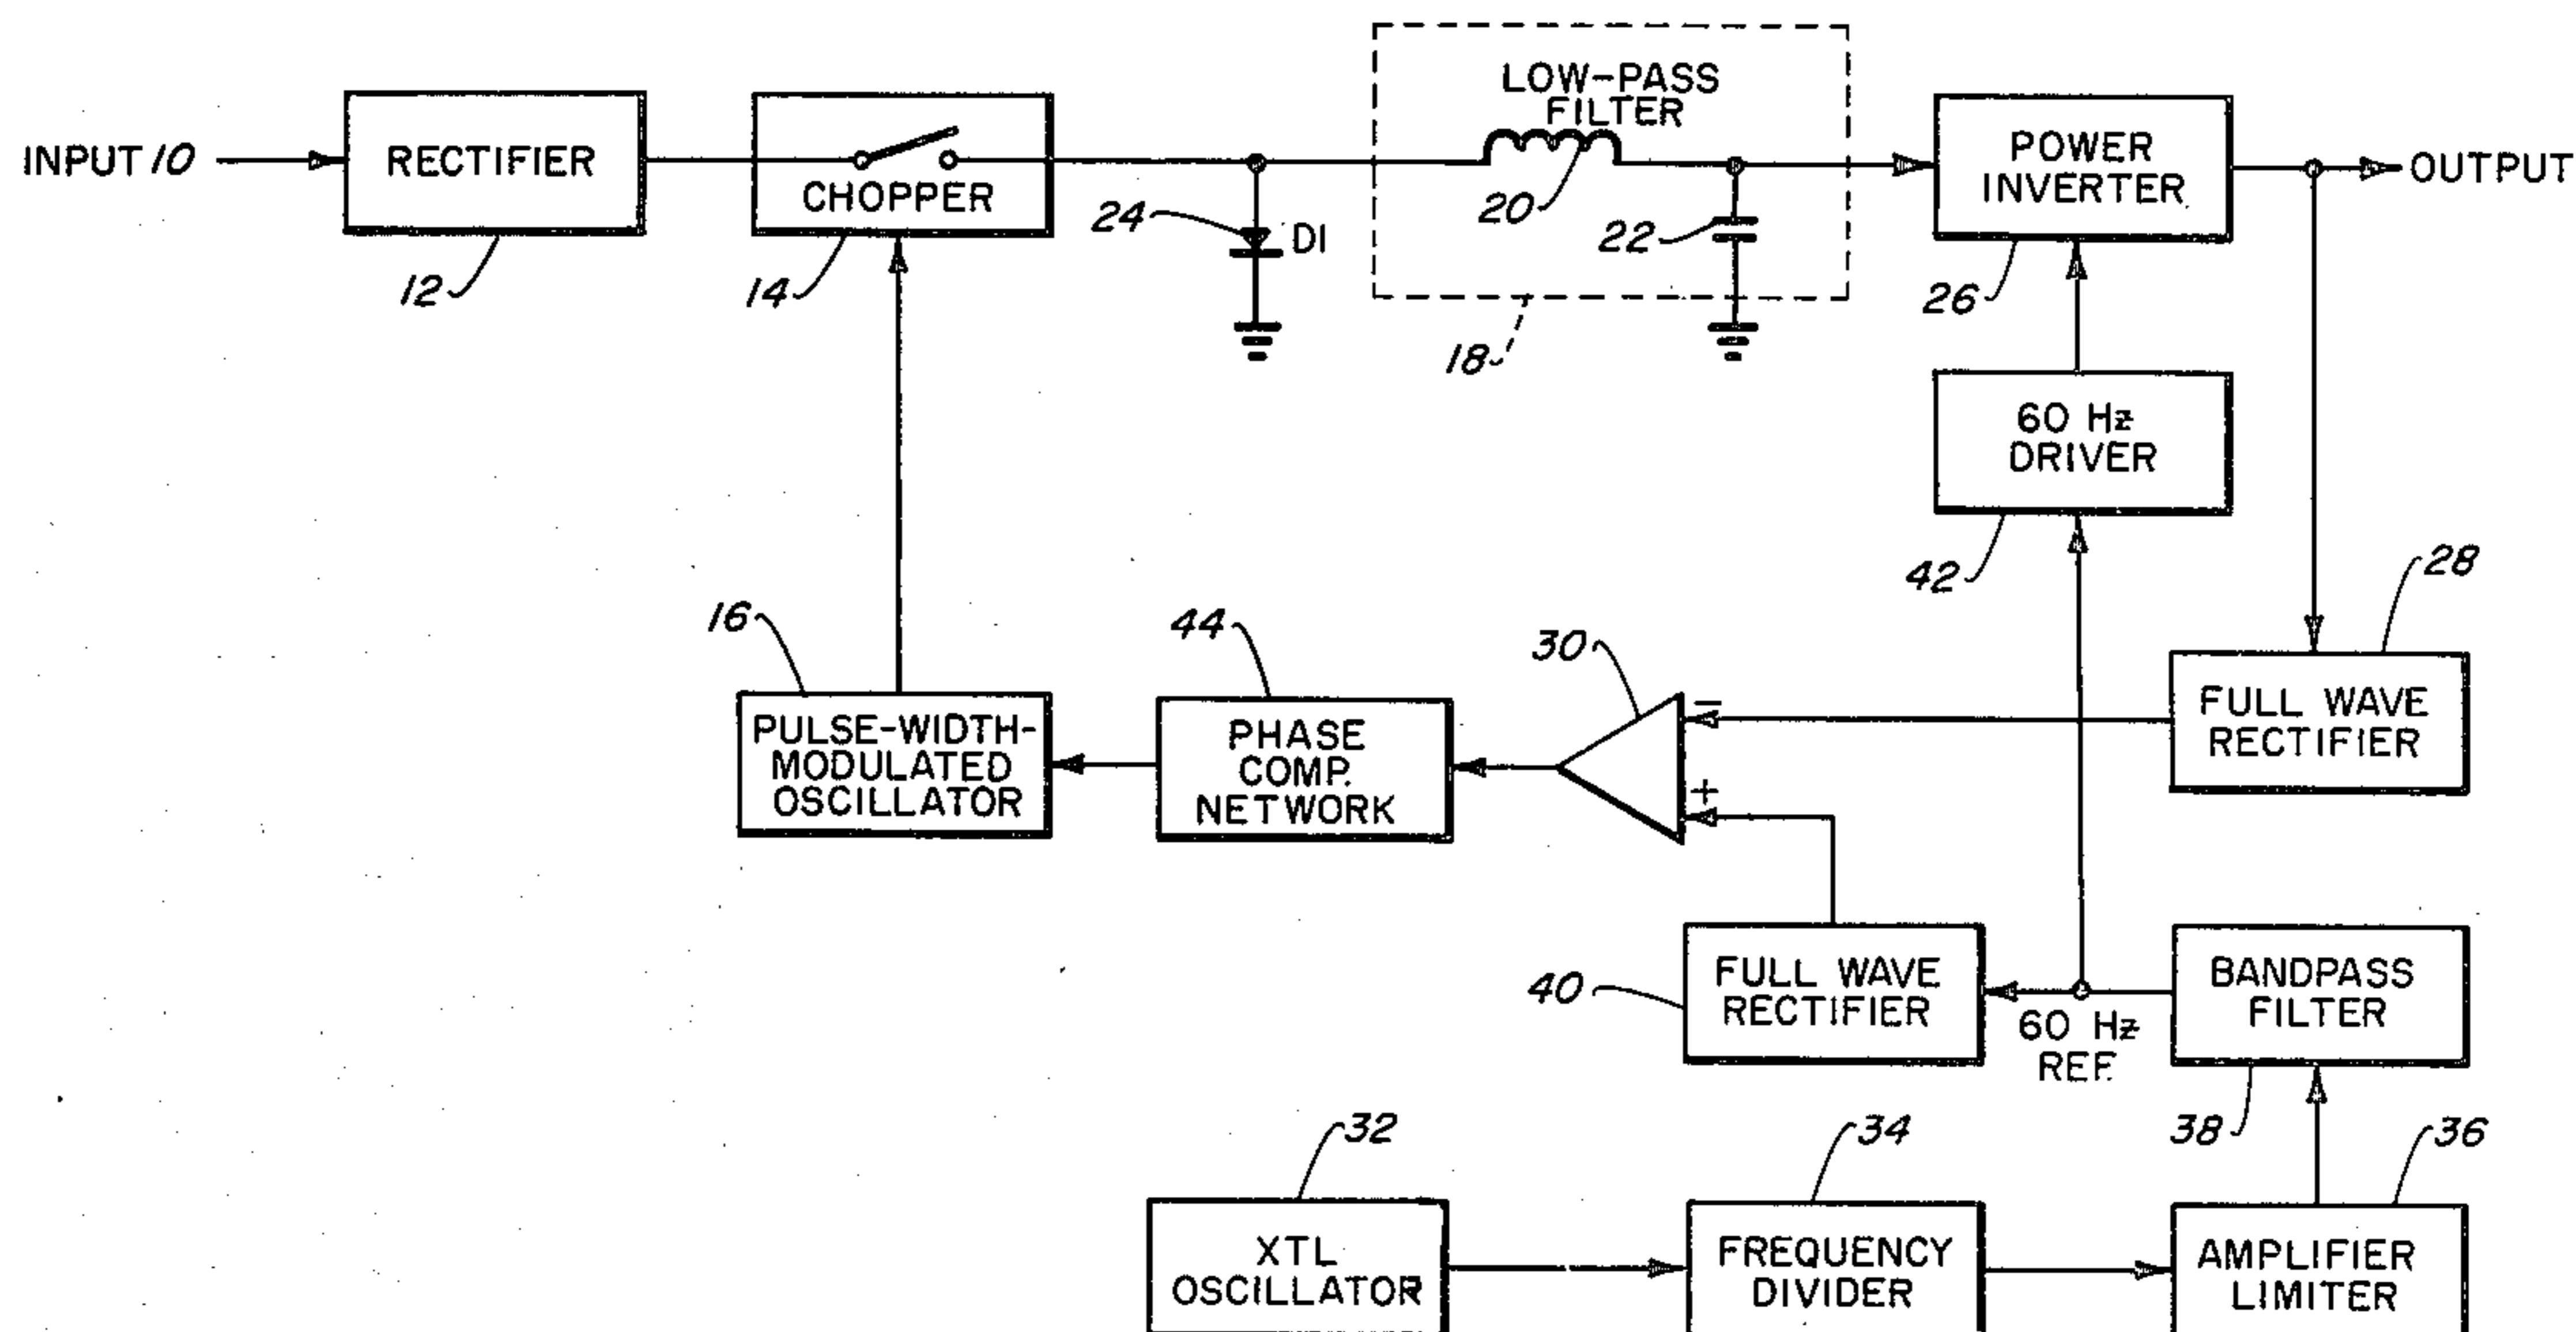 INPUT 10
RECTIFIER
12
CHOPPER
14
24
D1
LOW-PASS
FILTER
20
22
18
POWER
INVERTER
26
OUTPUT
60 Hz
DRIVER
42
28
FULL WAVE
RECTIFIER
16
PULSE-WIDTH-
MODULATED
OSCILLATOR
44
PHASE
COMP.
NETWORK
30
−
+
40
FULL WAVE
RECTIFIER
60 Hz
REF.
BANDPASS
FILTER
38
32
XTL
OSCILLATOR
34
FREQUENCY
DIVIDER
36
AMPLIFIER
LIMITER